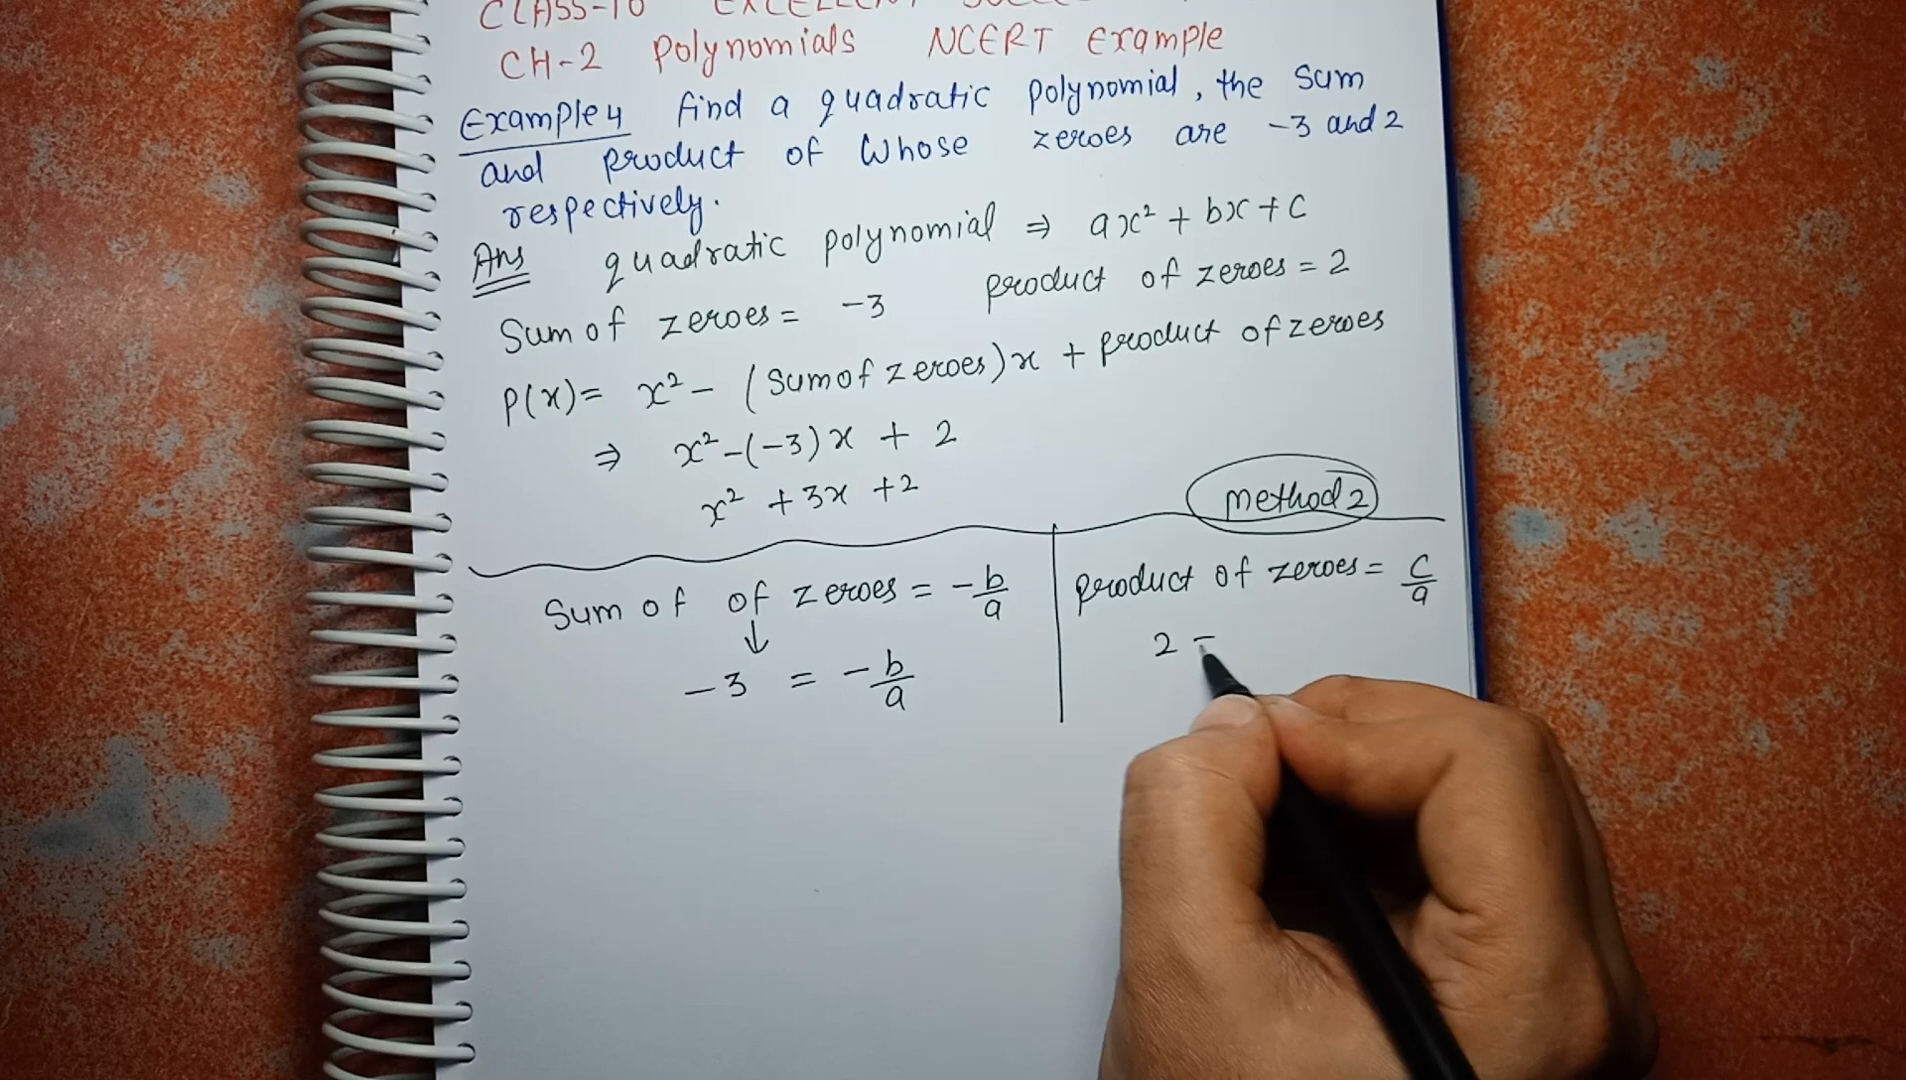 CLASS-10
CH-2 Polynomials NCERT Example
Example 4 find a quadratic polynomial, the sum
and product of whose zeroes are -3 and 2
respectively.
Ans quadratic polynomial ⇒ ax² + bx + c
Sum of zeroes = -3 product of zeroes = 2
P(x) = x² - (Sum of zeroes)x + product of zeroes
⇒ x² -(-3)x + 2
x² + 3x + 2
method 2
Sum of of zeroes = -b/a
product of zeroes = c/a
↓
-3 = -b/a
2 -